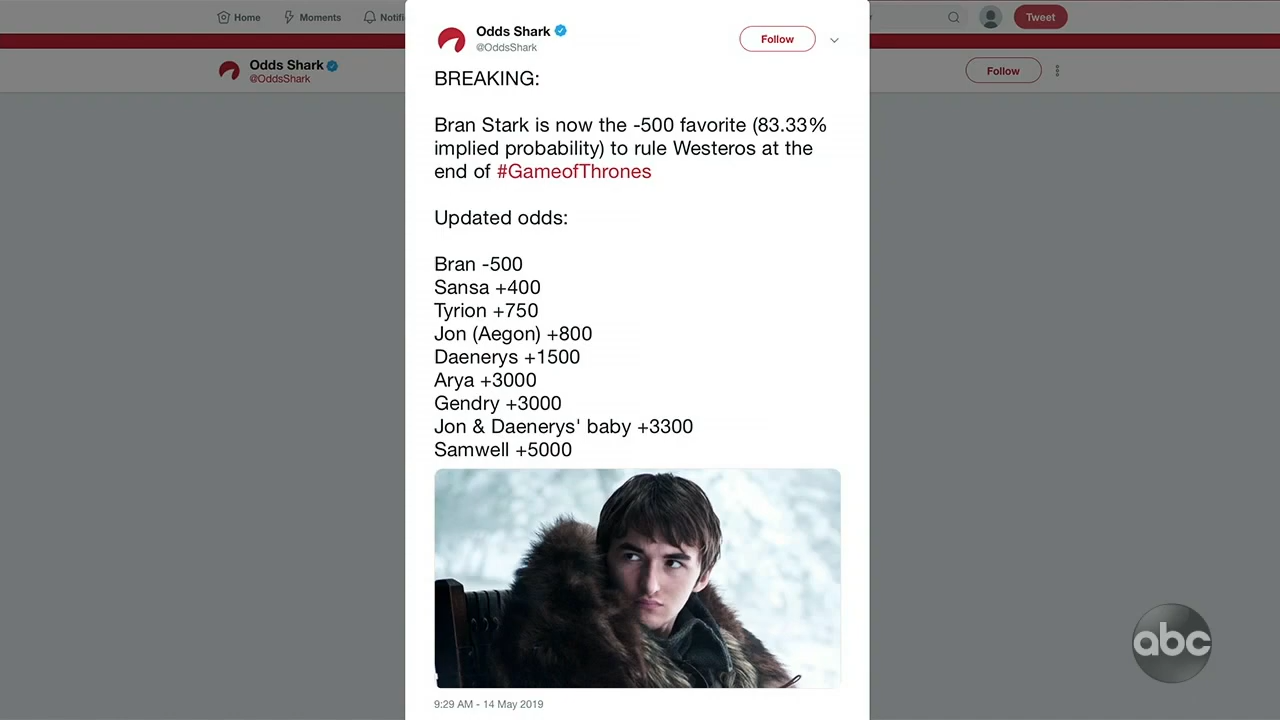 Home Moments Notifi Tweet
Odds Shark
@OddsShark
Follow
Odds Shark
@OddsShark
Follow
BREAKING:
Bran Stark is now the -500 favorite (83.33%
implied probability) to rule Westeros at the
end of #GameofThrones
Updated odds:
Bran -500
Sansa +400
Tyrion +750
Jon (Aegon) +800
Daenerys +1500
Arya +3000
Gendry +3000
Jon & Daenerys' baby +3300
Samwell +5000
abc
9:29 AM - 14 May 2019